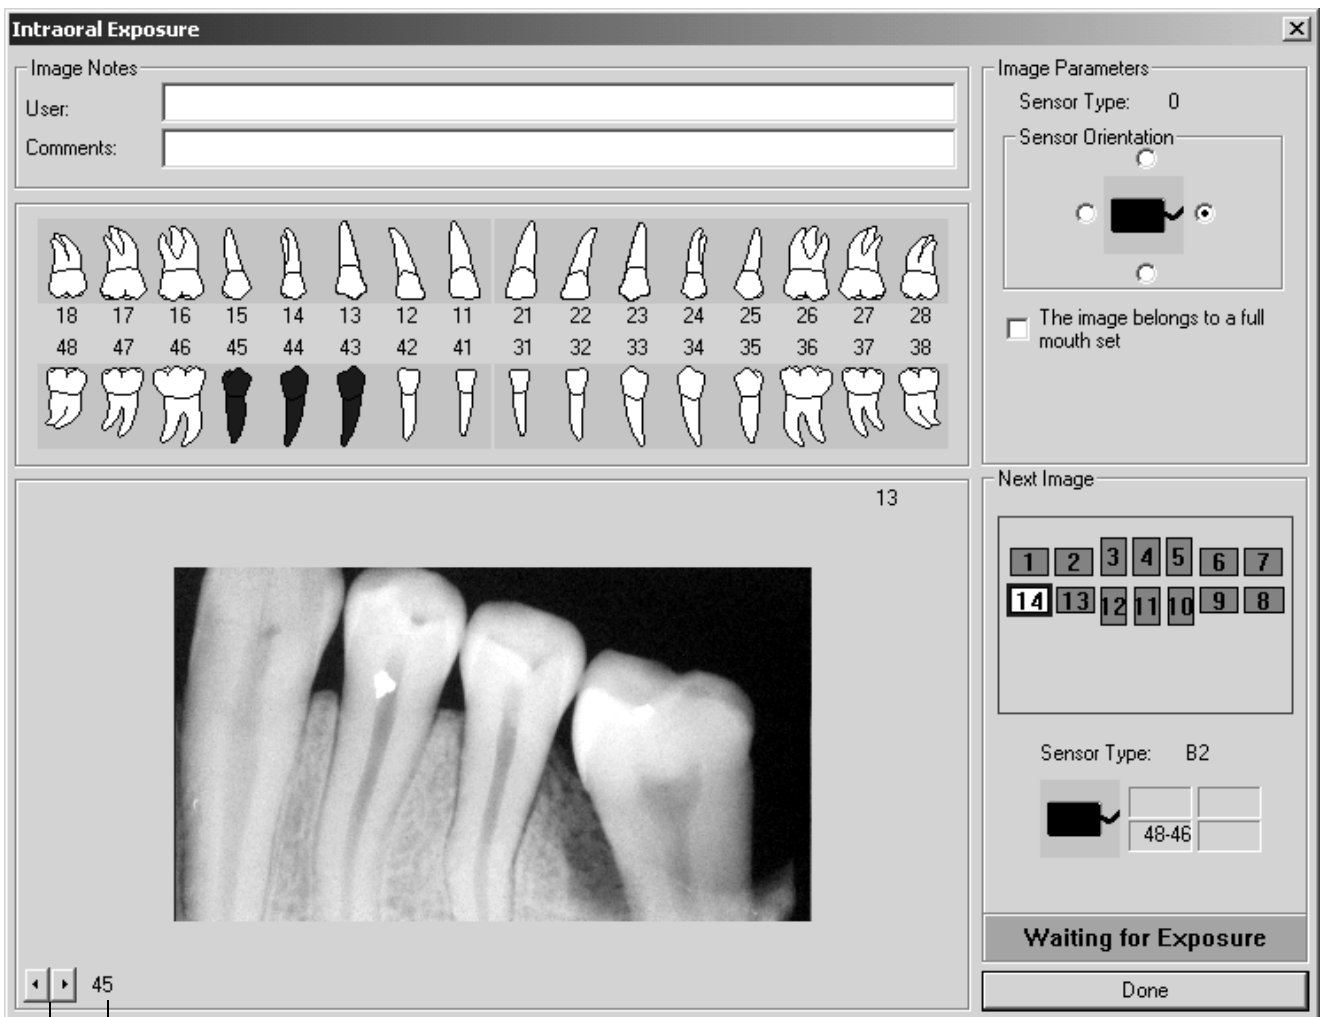 Intraoral Exposure
Image Notes
User:
Comments:
18 17 16 15 14 13 12 11 21 22 23 24 25 26 27 28
48 47 46 45 44 43 42 41 31 32 33 34 35 36 37 38
13
45
Image Parameters
Sensor Type: 0
Sensor Orientation
The image belongs to a full
mouth set
Next Image
1 2 3 4 5 6 7
14 13 12 11 10 9 8
Sensor Type: B2
48-46
Waiting for Exposure
Done